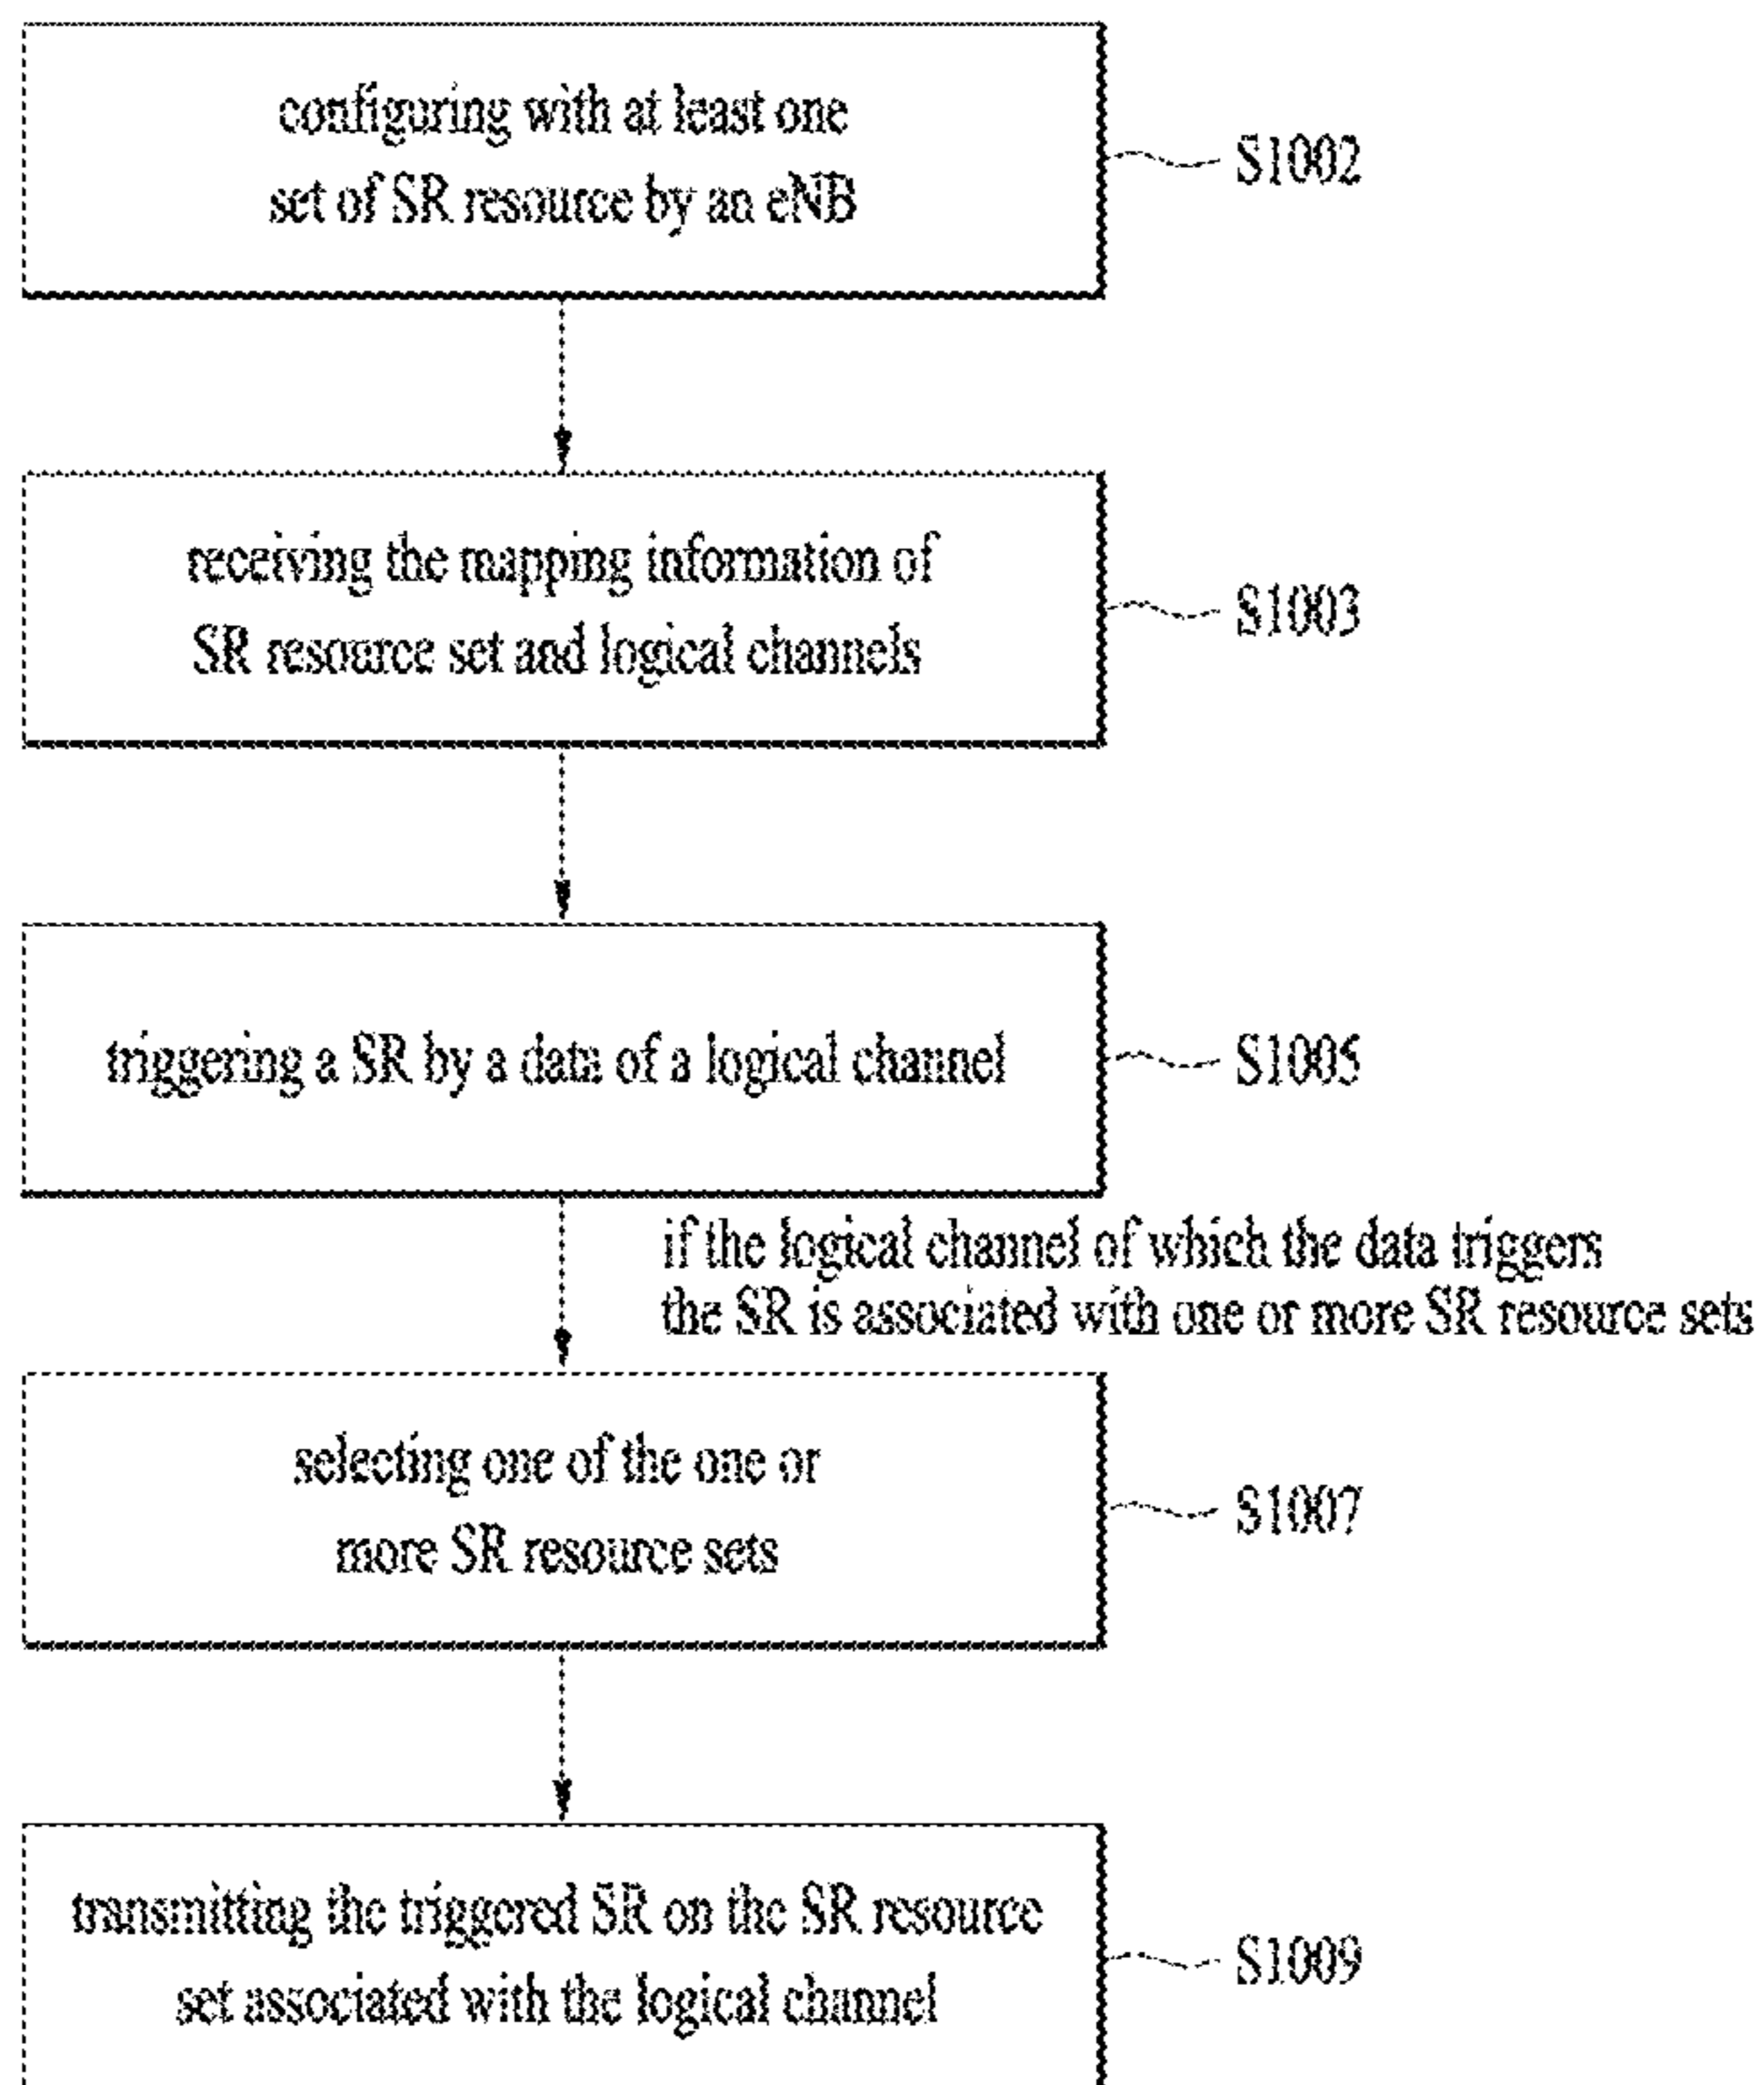 configuring with at least one
set of SR resource by an eNB
S1002
receiving the mapping information of
SR resource set and logical channels
S1003
triggering a SR by a data of a logical channel
S1005
if the logical channel of which the data triggers
the SR is associated with one or more SR resource sets
selecting one of the one or
more SR resource sets
S1007
transmitting the triggered SR on the SR resource
set associated with the logical channel
S1009